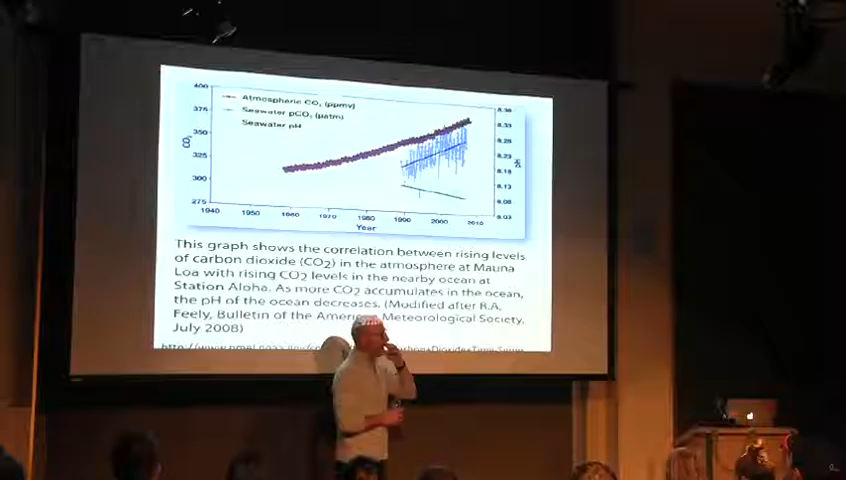 400
375
350
325
300
275
CO2
Atmospheric CO2 (ppmv)
Seawater pCO2 (µatm)
Seawater pH
8.38
8.33
8.28
8.23
8.18
8.13
8.08
8.03
pH
1940 1950 1960 1970 1980 1990 2000 2010
Year
This graph shows the correlation between rising levels
of carbon dioxide (CO2) in the atmosphere at Mauna
Loa with rising CO2 levels in the nearby ocean at
Station Aloha. As more CO2 accumulates in the ocean,
the pH of the ocean decreases. (Modified after R.A.
Feely, Bulletin of the American Meteorological Society,
July 2008)